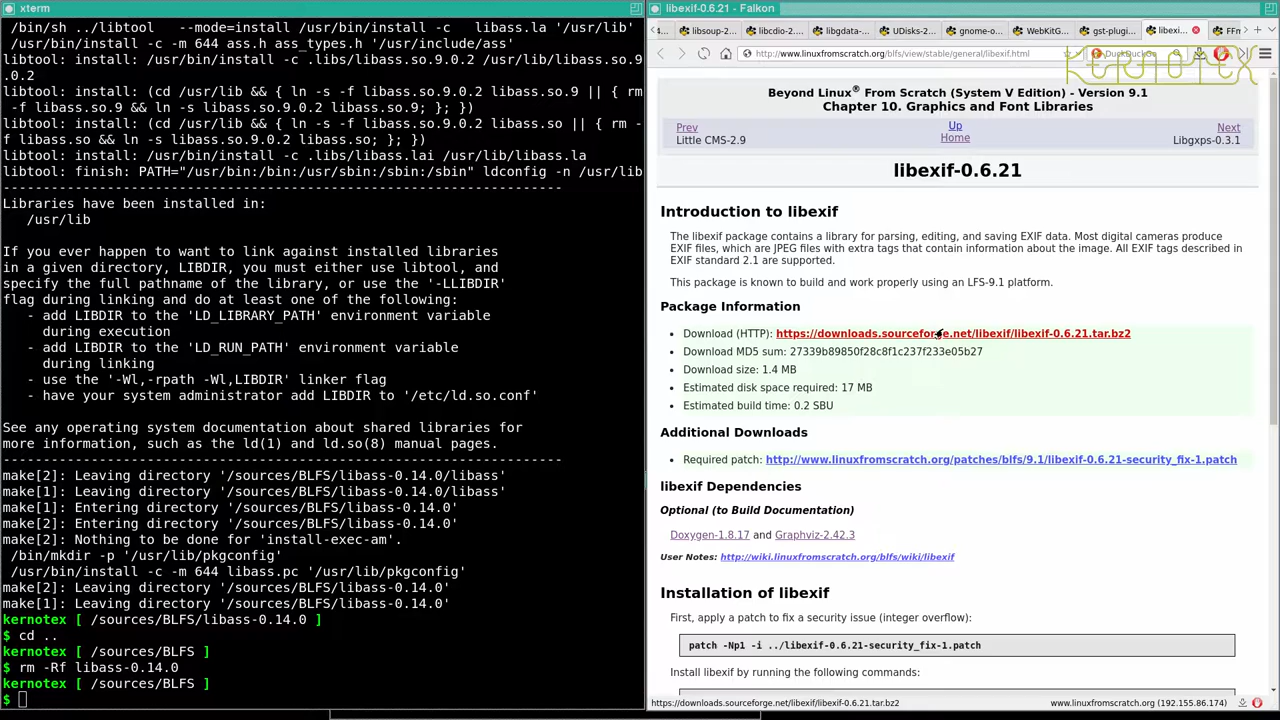 xterm
/bin/sh ../libtool   --mode=install /usr/bin/install -c   libass.la '/usr/lib'
/usr/bin/install -c -m 644 ass.h ass_types.h '/usr/include/ass'
libtool: install: /usr/bin/install -c .libs/libass.so.9.0.2 /usr/lib/libass.so.9
.0.2
libtool: install: (cd /usr/lib && { ln -s -f libass.so.9.0.2 libass.so.9 || { rm
-f libass.so.9 && ln -s libass.so.9.0.2 libass.so.9; }; })
libtool: install: (cd /usr/lib && { ln -s -f libass.so.9.0.2 libass.so || { rm -
f libass.so && ln -s libass.so.9.0.2 libass.so; }; })
libtool: install: /usr/bin/install -c .libs/libass.lai /usr/lib/libass.la
libtool: finish: PATH="/usr/bin:/bin:/usr/sbin:/sbin:/sbin" ldconfig -n /usr/lib
----------------------------------------------------------------------
Libraries have been installed in:
/usr/lib
If you ever happen to want to link against installed libraries
in a given directory, LIBDIR, you must either use libtool, and
specify the full pathname of the library, or use the '-LLIBDIR'
flag during linking and do at least one of the following:
- add LIBDIR to the 'LD_LIBRARY_PATH' environment variable
during execution
- add LIBDIR to the 'LD_RUN_PATH' environment variable
during linking
- use the '-Wl,-rpath -Wl,LIBDIR' linker flag
- have your system administrator add LIBDIR to '/etc/ld.so.conf'
See any operating system documentation about shared libraries for
more information, such as the ld(1) and ld.so(8) manual pages.
----------------------------------------------------------------------
make[2]: Leaving directory '/sources/BLFS/libass-0.14.0/libass'
make[1]: Leaving directory '/sources/BLFS/libass-0.14.0/libass'
make[1]: Entering directory '/sources/BLFS/libass-0.14.0'
make[2]: Entering directory '/sources/BLFS/libass-0.14.0'
make[2]: Nothing to be done for 'install-exec-am'.
/bin/mkdir -p '/usr/lib/pkgconfig'
/usr/bin/install -c -m 644 libass.pc '/usr/lib/pkgconfig'
make[2]: Leaving directory '/sources/BLFS/libass-0.14.0'
make[1]: Leaving directory '/sources/BLFS/libass-0.14.0'
kernotex [ /sources/BLFS/libass-0.14.0 ]
$ cd ..
kernotex [ /sources/BLFS ]
$ rm -Rf libass-0.14.0
kernotex [ /sources/BLFS ]
$
libexif-0.6.21 - Falkon
4... libsoup-2... libcdio-2... libgdata-... UDisks-2... gnome-o... WebKitG... gst-plugi... libexi... FFn
http://www.linuxfromscratch.org/blfs/view/stable/general/libexif.html DuckDuckGo
KERNOTEX
Beyond Linux® From Scratch (System V Edition) - Version 9.1
Chapter 10. Graphics and Font Libraries
Prev Up Next
Little CMS-2.9 Home Libgxps-0.3.1
libexif-0.6.21
Introduction to libexif
The libexif package contains a library for parsing, editing, and saving EXIF data. Most digital cameras produce
EXIF files, which are JPEG files with extra tags that contain information about the image. All EXIF tags described in
EXIF standard 2.1 are supported.
This package is known to build and work properly using an LFS-9.1 platform.
Package Information
• Download (HTTP): https://downloads.sourceforge.net/libexif/libexif-0.6.21.tar.bz2
• Download MD5 sum: 27339b89850f28c8f1c237f233e05b27
• Download size: 1.4 MB
• Estimated disk space required: 17 MB
• Estimated build time: 0.2 SBU
Additional Downloads
• Required patch: http://www.linuxfromscratch.org/patches/blfs/9.1/libexif-0.6.21-security_fix-1.patch
libexif Dependencies
Optional (to Build Documentation)
Doxygen-1.8.17 and Graphviz-2.42.3
User Notes: http://wiki.linuxfromscratch.org/blfs/wiki/libexif
Installation of libexif
First, apply a patch to fix a security issue (integer overflow):
patch -Np1 -i ../libexif-0.6.21-security_fix-1.patch
Install libexif by running the following commands:
https://downloads.sourceforge.net/libexif/libexif-0.6.21.tar.bz2 www.linuxfromscratch.org (192.155.86.174)